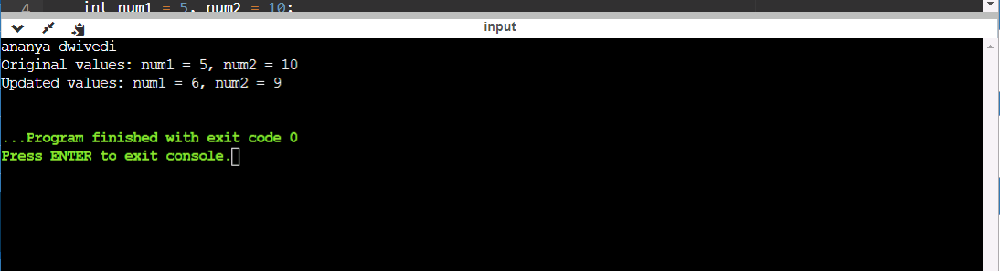 4 int num1 = 5, num2 = 10;
input
ananya dwivedi
Original values: num1 = 5, num2 = 10
Updated values: num1 = 6, num2 = 9
...Program finished with exit code 0
Press ENTER to exit console.